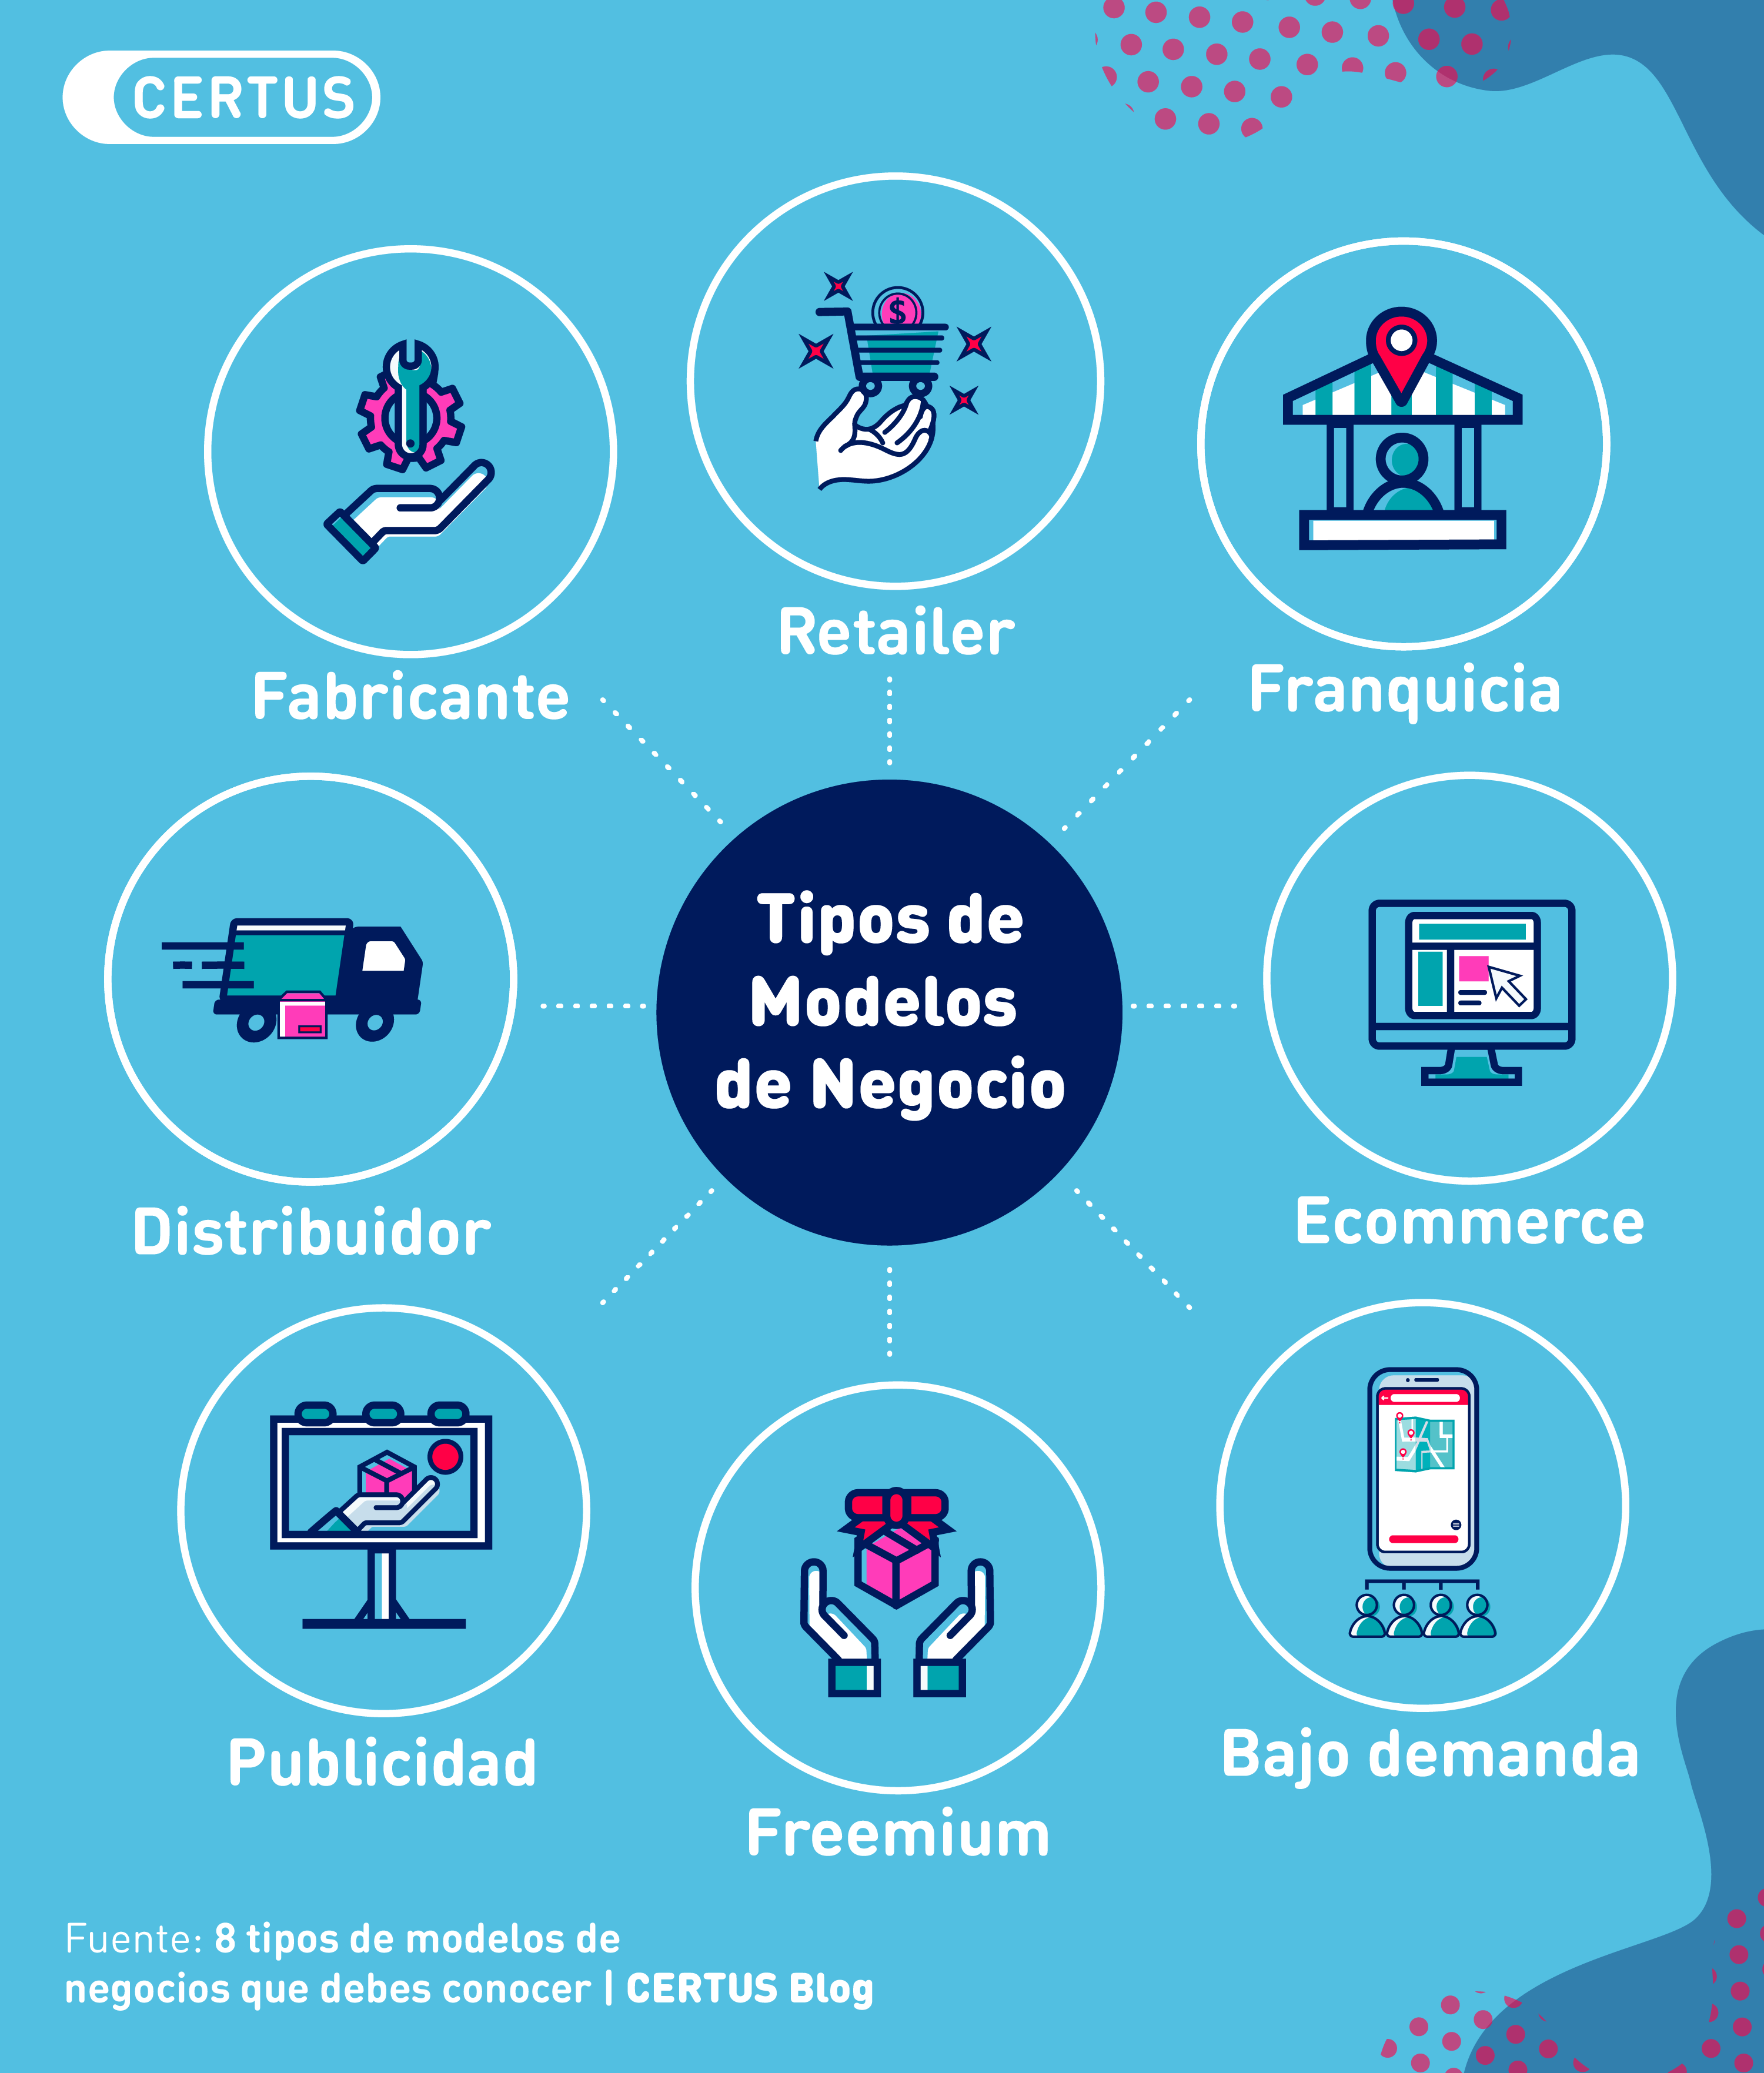 CERTUS
Retailer
Fabricante
Franquicia
Tipos de
Modelos
de Negocio
Distribuidor
Ecommerce
Publicidad
Bajo demanda
Freemium
Fuente: 8 tipos de modelos de
negocios que debes conocer | CERTUS Blog